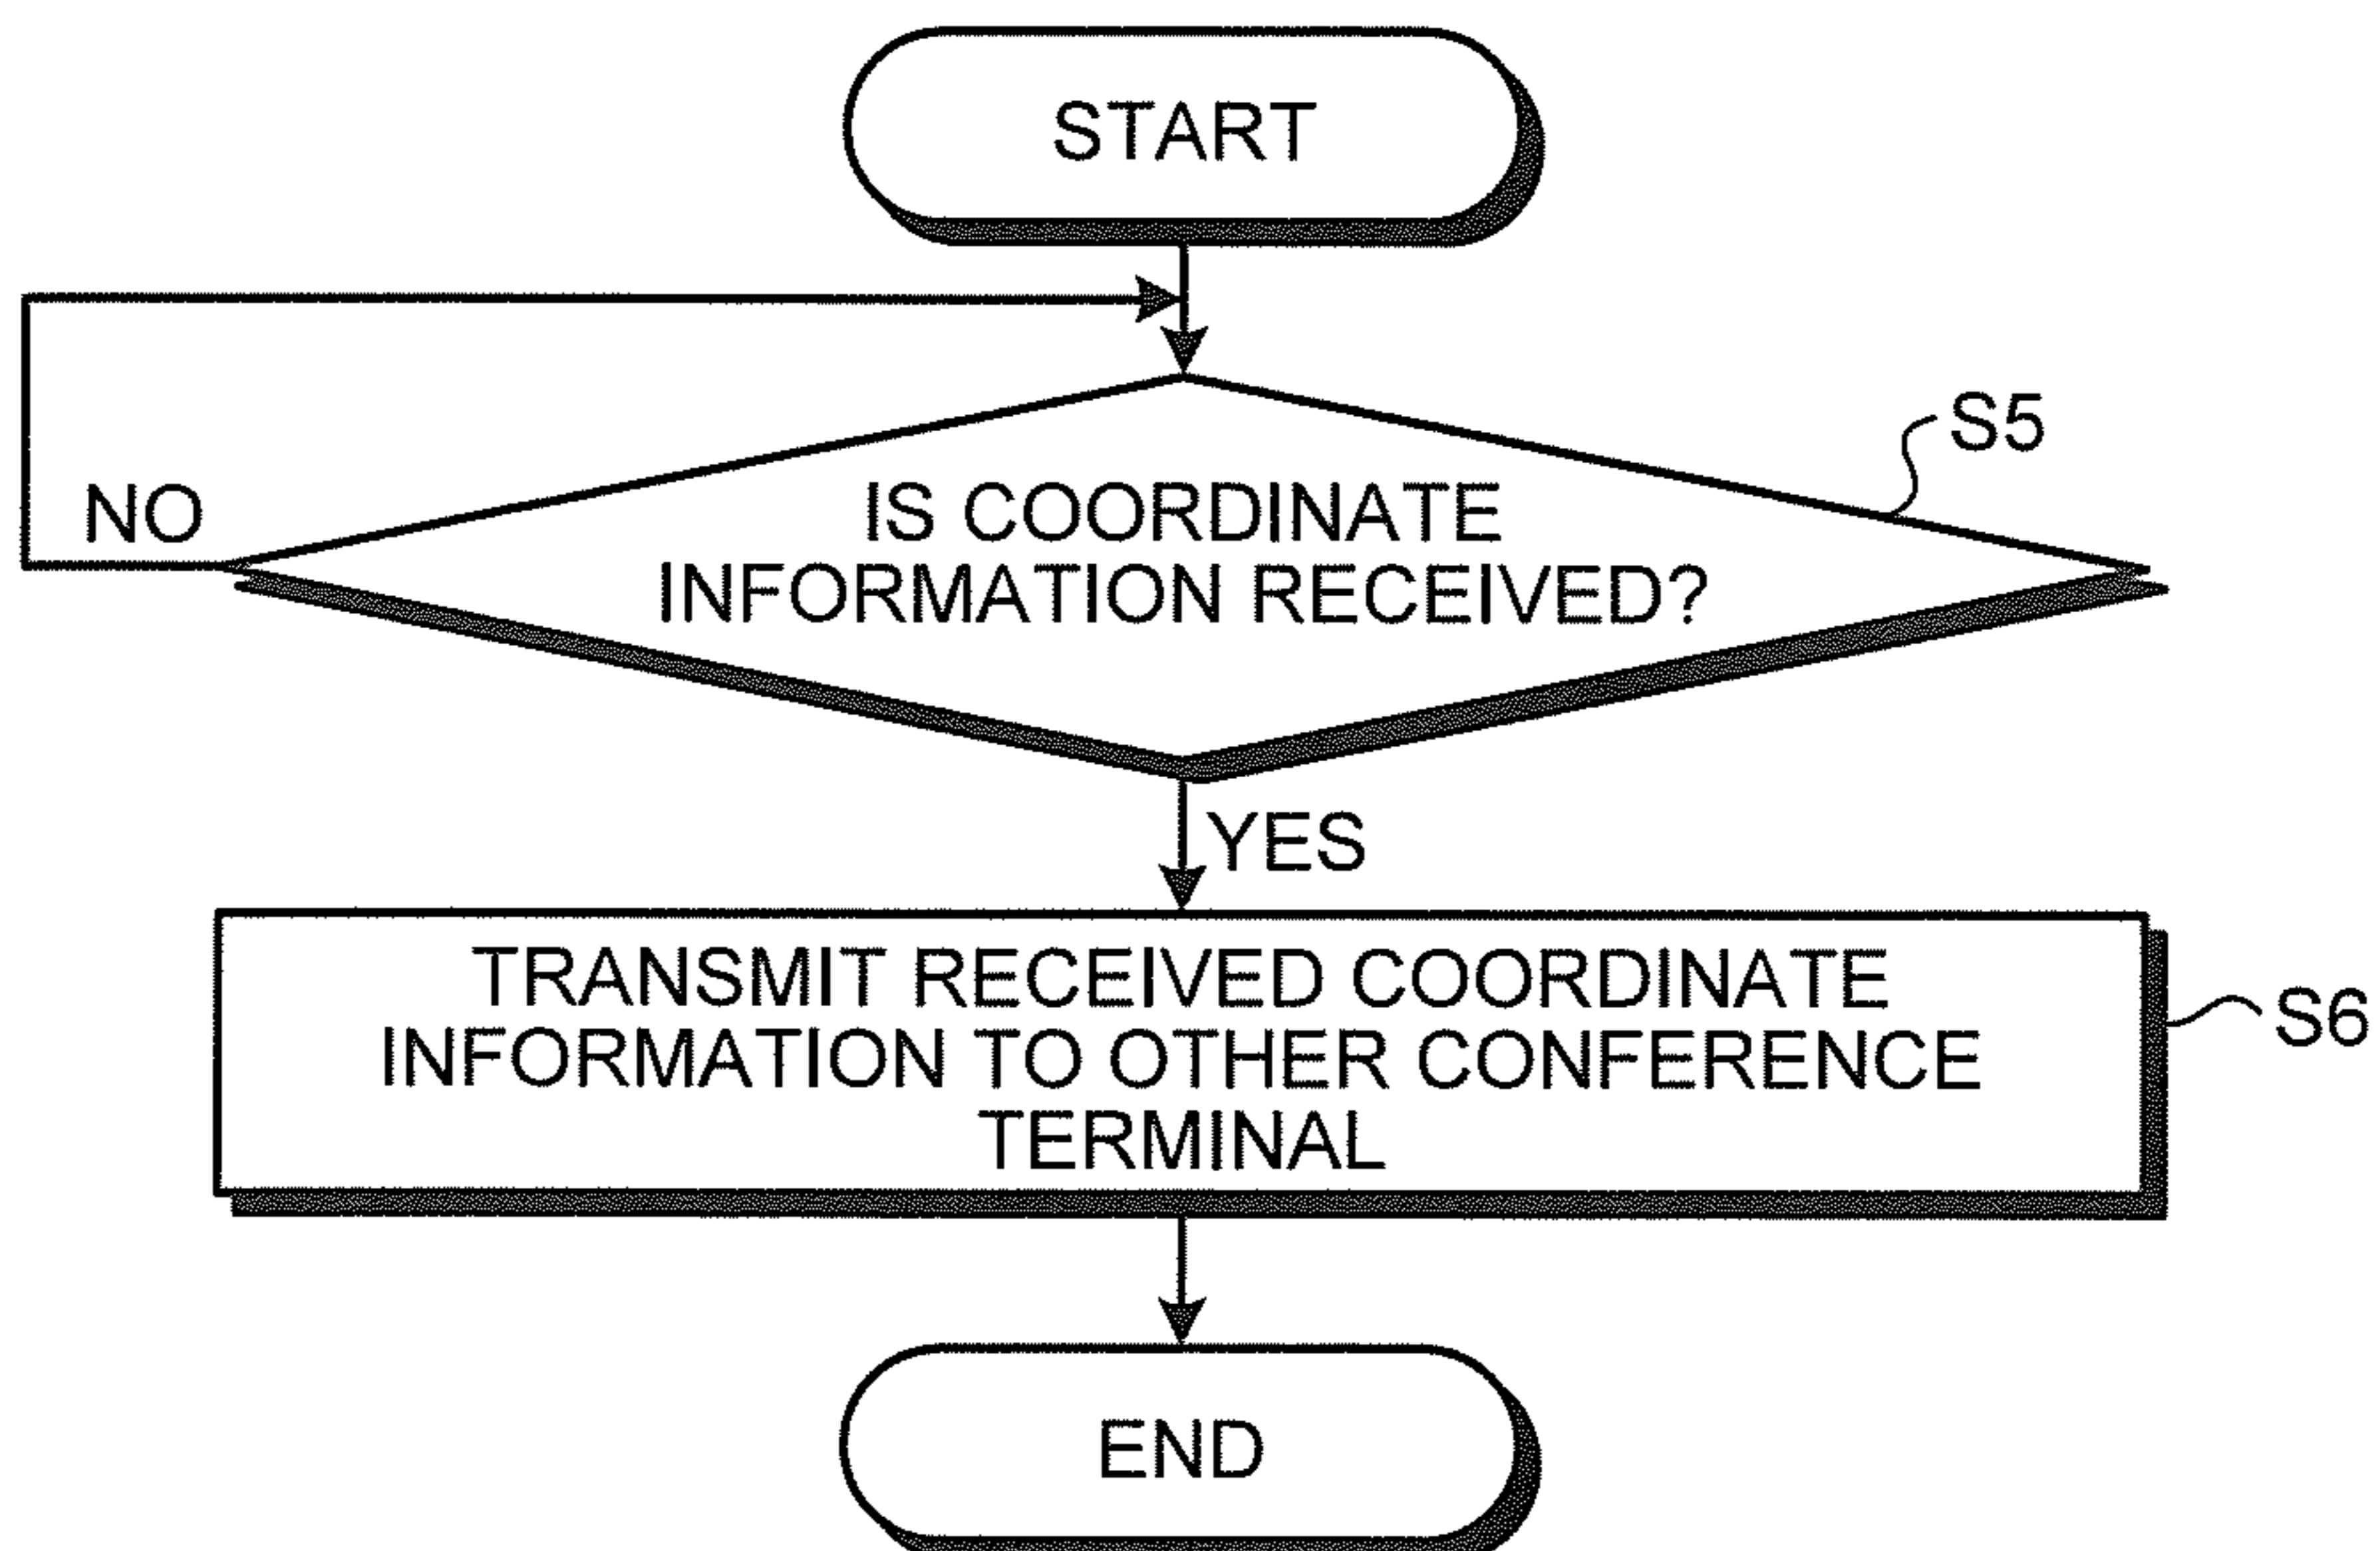 START
S5
NO
IS COORDINATE
INFORMATION RECEIVED?
YES
TRANSMIT RECEIVED COORDINATE
INFORMATION TO OTHER CONFERENCE
TERMINAL
S6
END